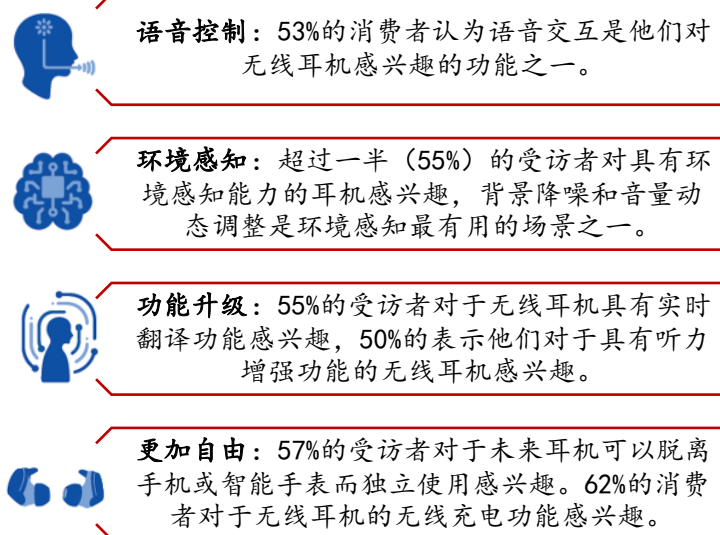 语音控制：53%的消费者认为语音交互是他们对
无线耳机感兴趣的功能之一。
环境感知：超过一半（55%）的受访者对具有环
境感知能力的耳机感兴趣，背景降噪和音量动
态调整是环境感知最有用的场景之一。
功能升级：55%的受访者对于无线耳机具有实时
翻译功能感兴趣，50%的表示他们对于具有听力
增强功能的无线耳机感兴趣。
更加自由：57%的受访者对于未来耳机可以脱离
手机或智能手表而独立使用感兴趣。62%的消费
者对于无线耳机的无线充电功能感兴趣。